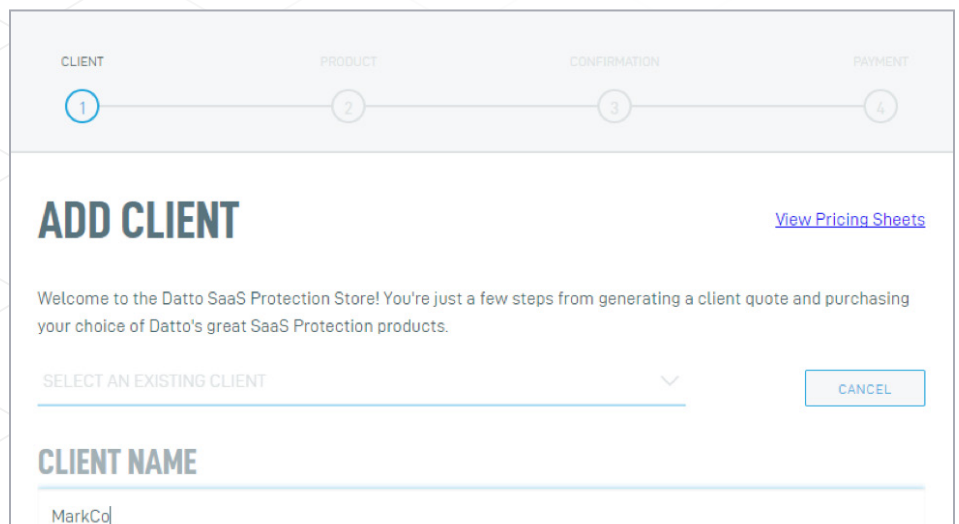 CLIENT PRODUCT CONFIRMATION PAYMENT
1 2 3 4
ADD CLIENT
View Pricing Sheets
Welcome to the Datto SaaS Protection Store! You're just a few steps from generating a client quote and purchasing
your choice of Datto's great SaaS Protection products.
SELECT AN EXISTING CLIENT
CANCEL
CLIENT NAME
MarkCo